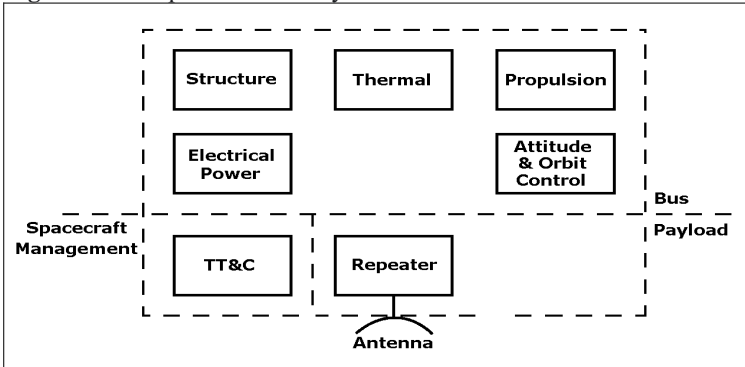 Structure
Thermal
Propulsion
Electrical
Power
Attitude
& Orbit
Control
Bus
Spacecraft
Management
Payload
TT&C
Repeater
Antenna